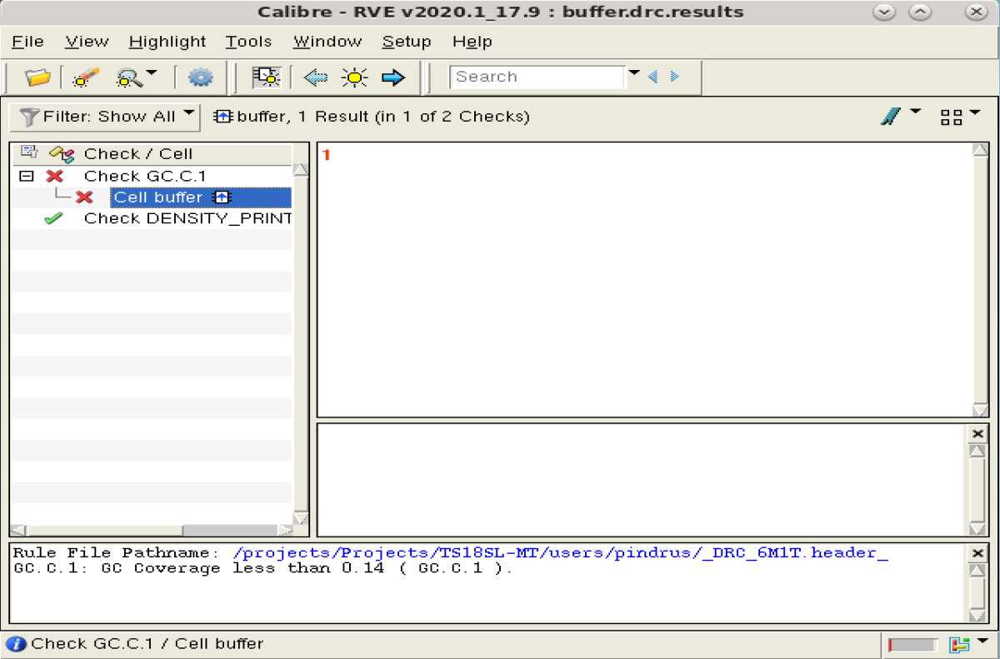 Calibre - RVE v2020.1_17.9 : buffer.drc.results
File View Highlight Tools Window Setup Help
Search
Filter: Show All buffer, 1 Result (in 1 of 2 Checks)
Check / Cell
Check GC.C.1
Cell buffer
Check DENSITY_PRINT
1
Rule File Pathname: /projects/Projects/TS18SL-MT/users/pindrus/_DRC_6M1T.header_
GC.C.1: GC Coverage less than 0.14 ( GC.C.1 ).
Check GC.C.1 / Cell buffer